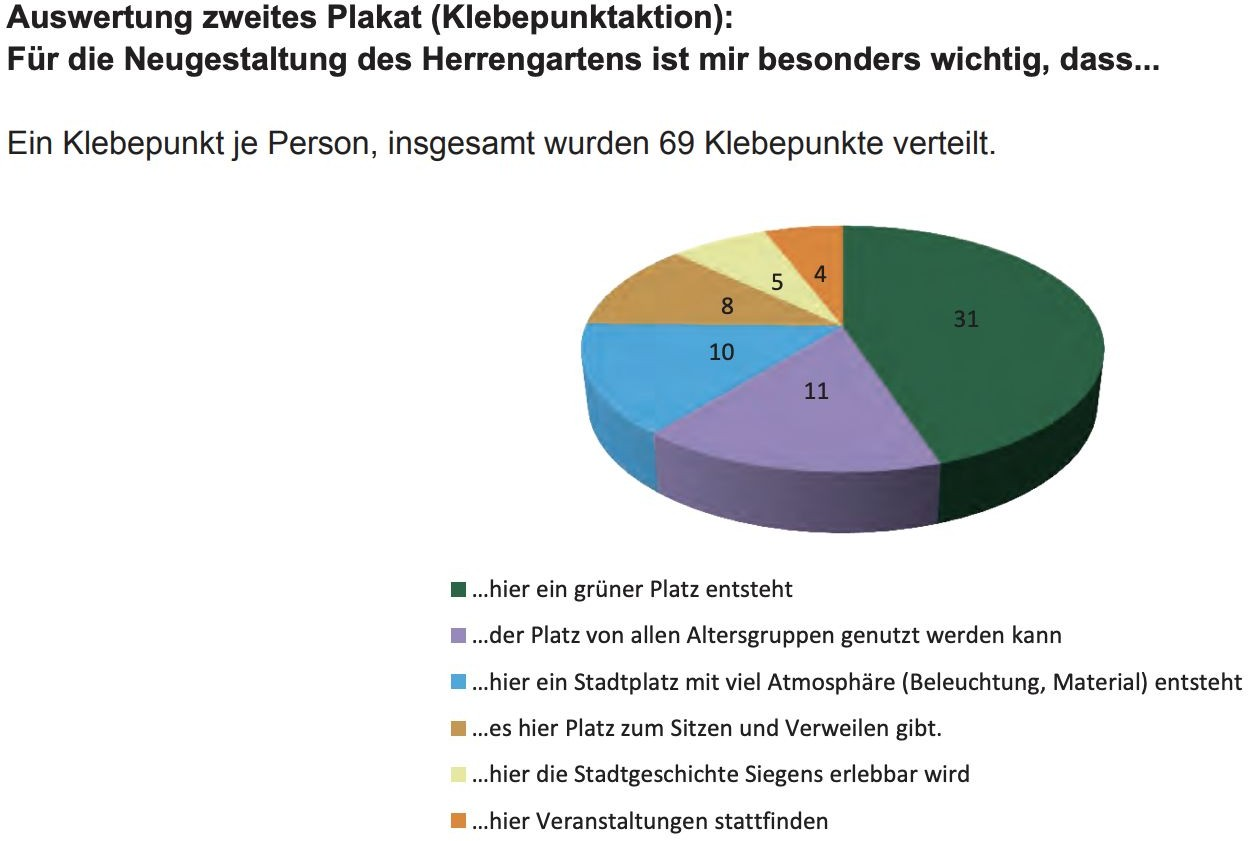 Auswertung zweites Plakat (Klebepunktaktion):
Für die Neugestaltung des Herrengartens ist mir besonders wichtig, dass...
Ein Klebepunkt je Person, insgesamt wurden 69 Klebepunkte verteilt.
4
5
31
8
10
11
...hier ein grüner Platz entsteht
...der Platz von allen Altersgruppen genutzt werden kann
...hier ein Stadtplatz mit viel Atmosphäre (Beleuchtung, Material) entsteht
...es hier Platz zum Sitzen und Verweilen gibt.
...hier die Stadtgeschichte Siegens erlebbar wird
...hier Veranstaltungen stattfinden